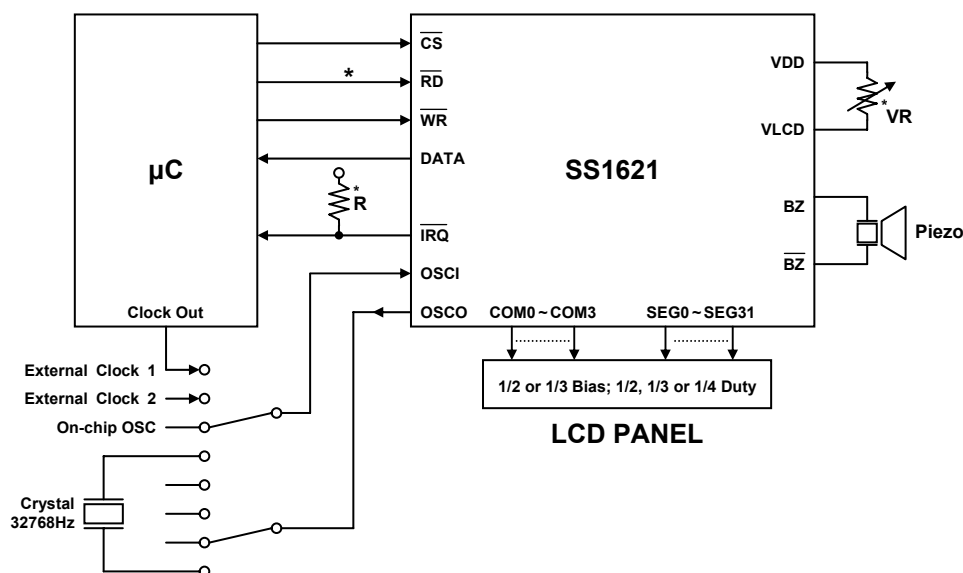 µC
Clock Out
SS1621
CS
RD
*
WR
DATA
*
R
IRQ
OSCI
OSCO
COM0 ~ COM3
SEG0 ~ SEG31
VDD
*VR
VLCD
BZ
BZ
Piezo
1/2 or 1/3 Bias; 1/2, 1/3 or 1/4 Duty
LCD PANEL
External Clock 1
External Clock 2
On-chip OSC
Crystal
32768Hz